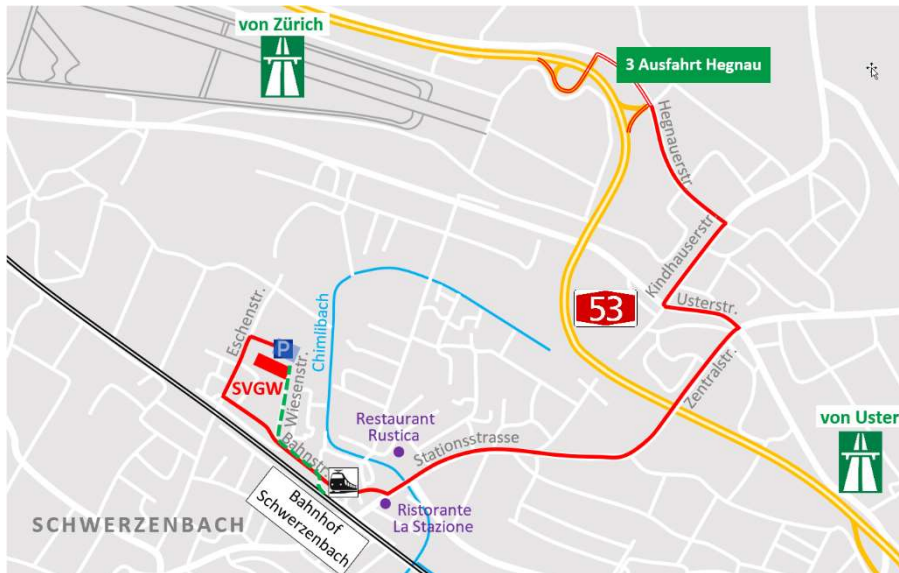 von Zürich
3 Ausfahrt Hegnau
Hegnauerstr.
Kindhauserstr.
53
Usterstr.
Zentralstr.
Eschenstr.
P
Chimlibach
SVGW
Wiesenstr.
von Uster
Restaurant
Rustica
Stationsstrasse
Bahnstr.
Ristorante
La Stazione
Bahnhof
Schwerzenbach
SCHWERZENBACH